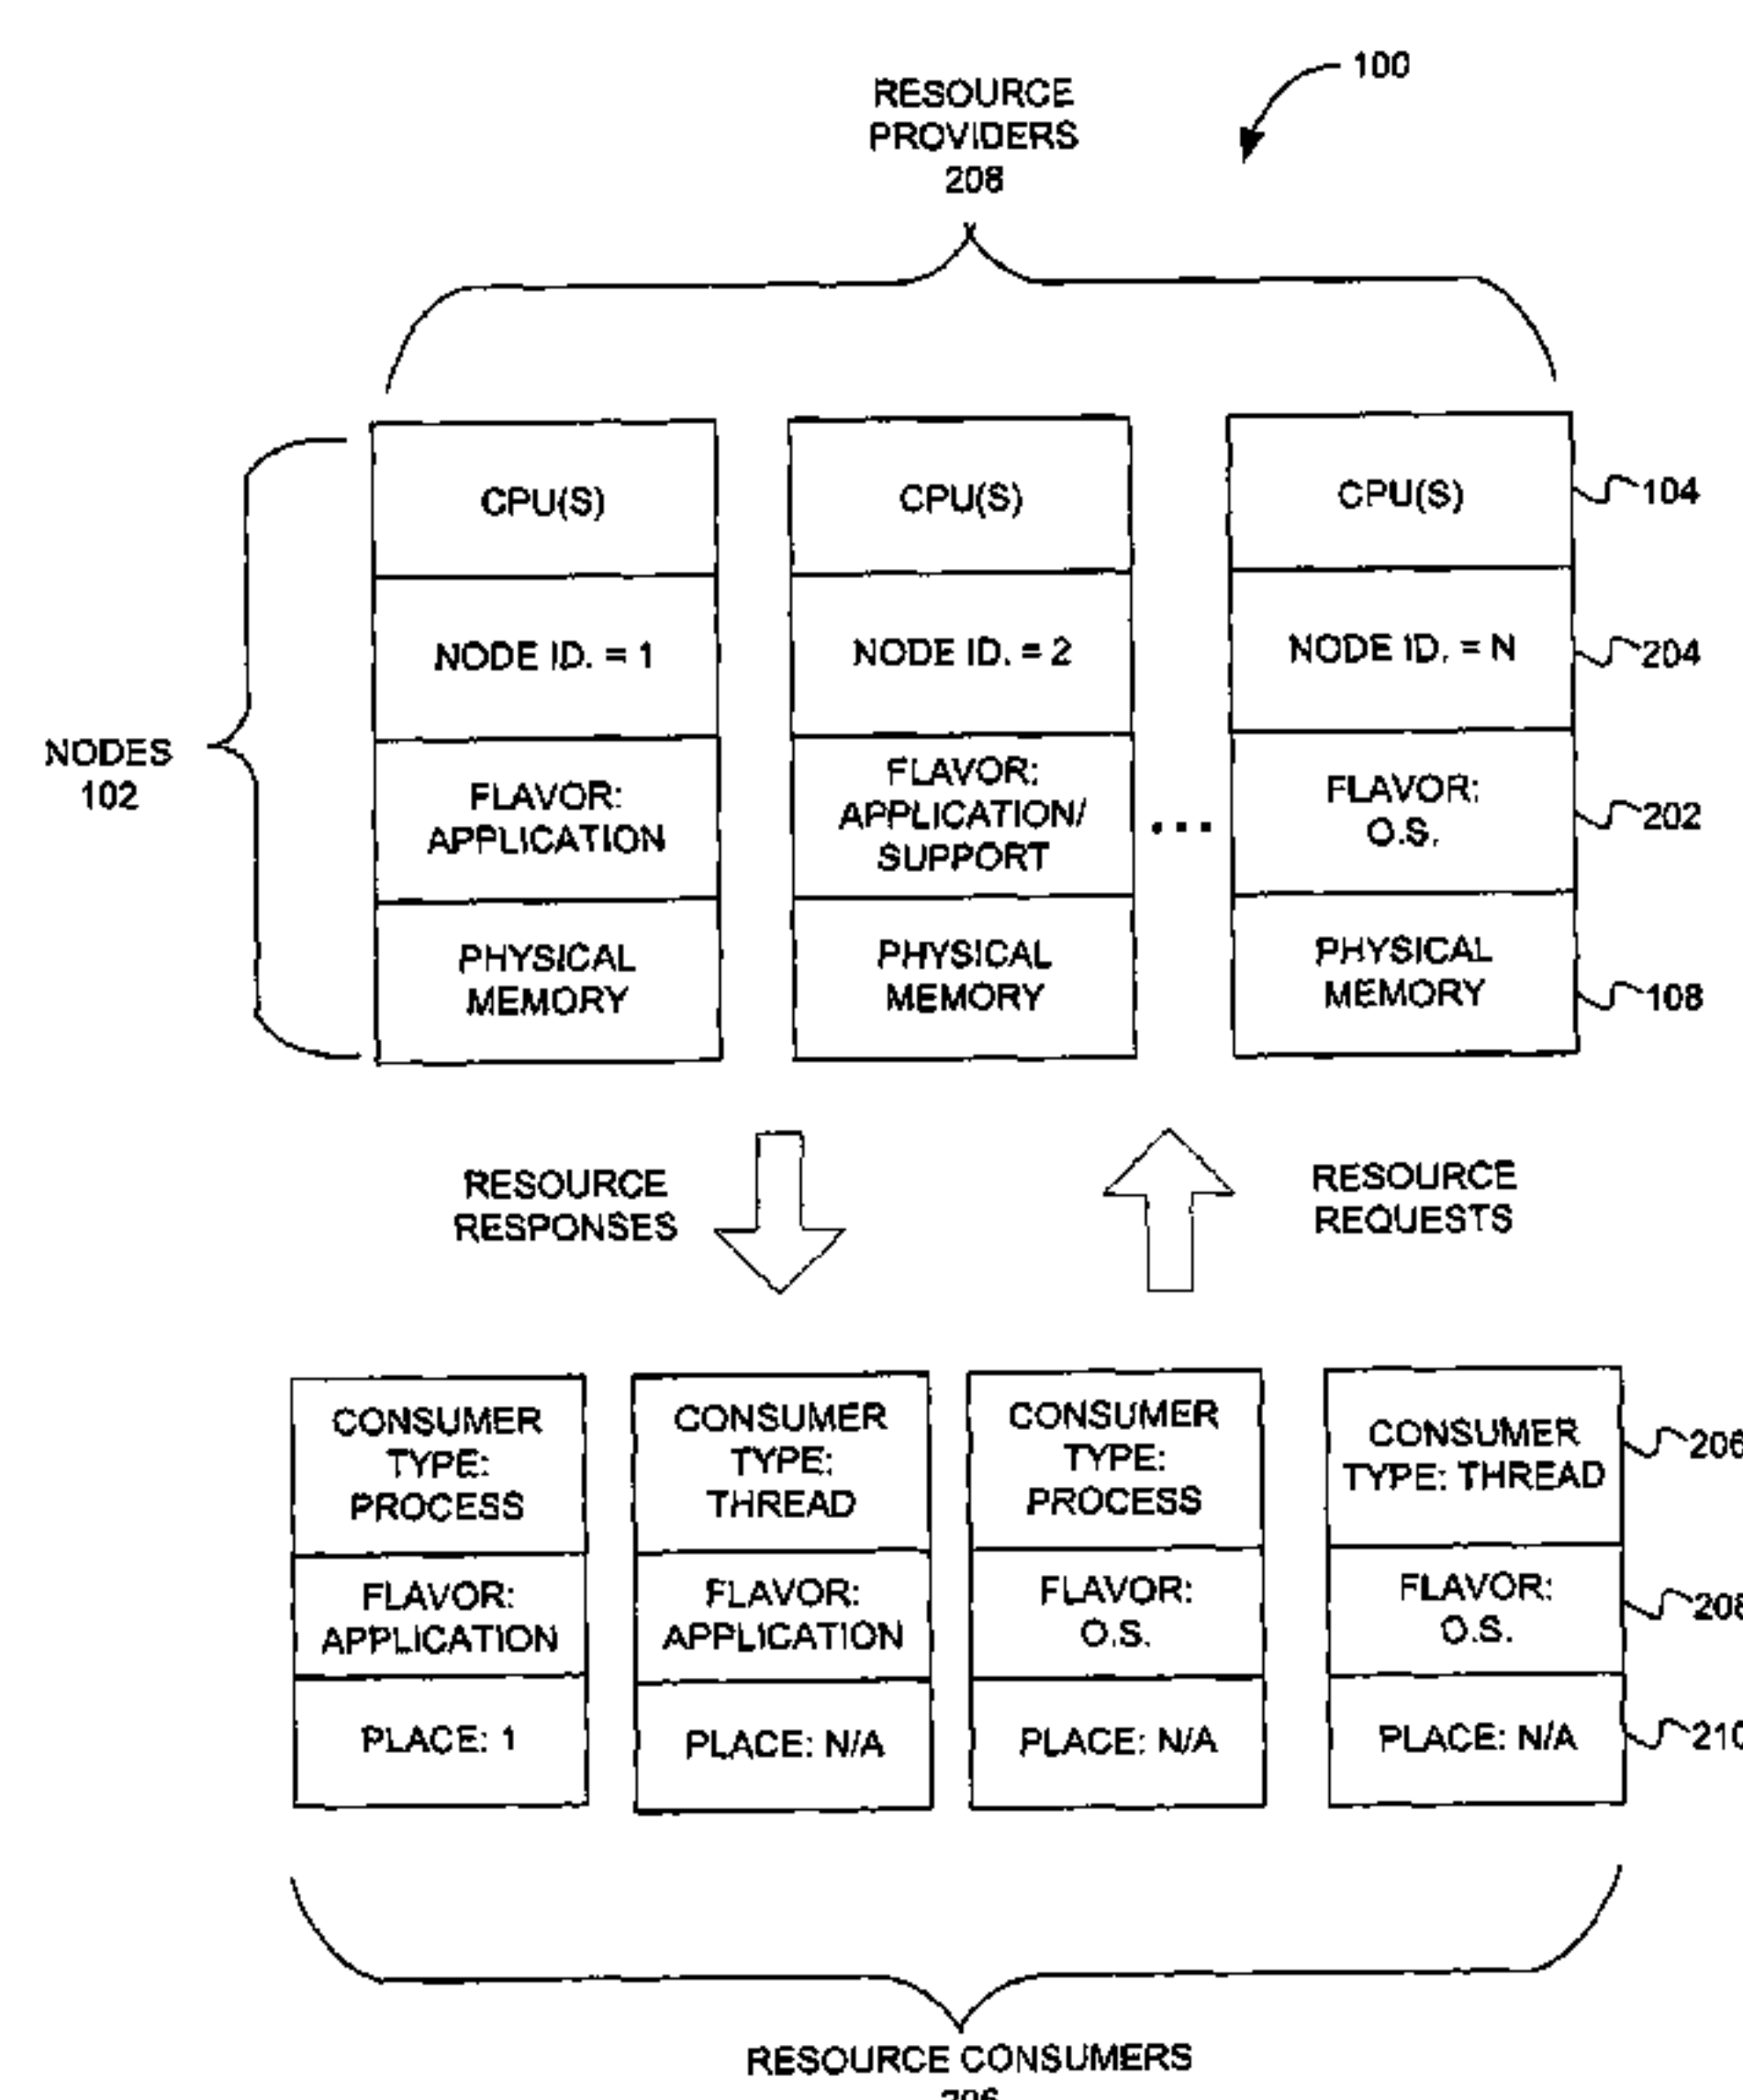 100
RESOURCE
PROVIDERS
208
CPU(S)
CPU(S)
CPU(S)
104
NODE ID. = 1
NODE ID. = 2
NODE ID. = N
204
NODES
102
FLAVOR:
APPLICATION
FLAVOR:
APPLICATION/
SUPPORT
...
FLAVOR:
O.S.
202
PHYSICAL
MEMORY
PHYSICAL
MEMORY
PHYSICAL
MEMORY
108
RESOURCE
RESPONSES
RESOURCE
REQUESTS
CONSUMER
TYPE:
PROCESS
CONSUMER
TYPE:
THREAD
CONSUMER
TYPE:
PROCESS
CONSUMER
TYPE: THREAD
206
FLAVOR:
APPLICATION
FLAVOR:
APPLICATION
FLAVOR:
O.S.
FLAVOR:
O.S.
208
PLACE: 1
PLACE: N/A
PLACE: N/A
PLACE: N/A
210
RESOURCE CONSUMERS